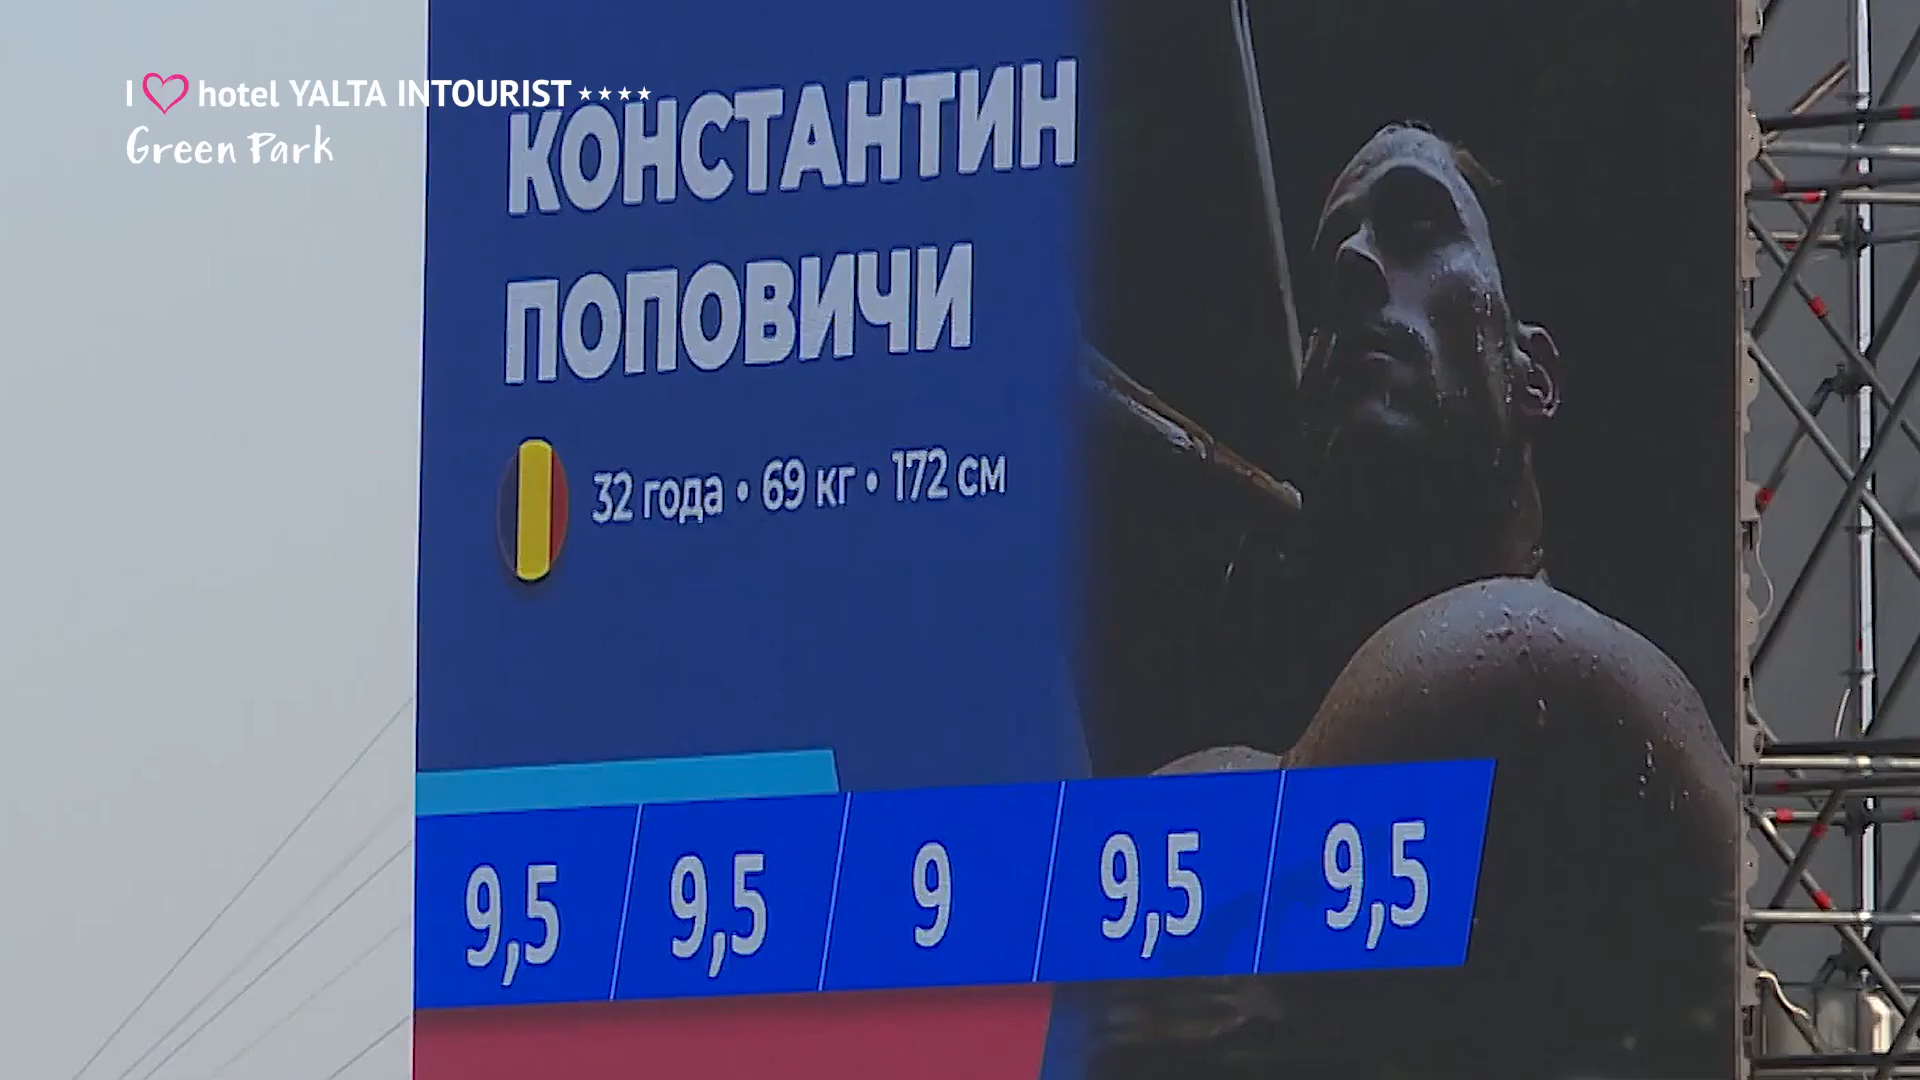 I hotel YALTA INTOURIST ****
Green Park
КОНСТАНТИН
ПОПОВИЧИ
32 года • 69 кг • 172 см
9,5 9,5 9 9,5 9,5